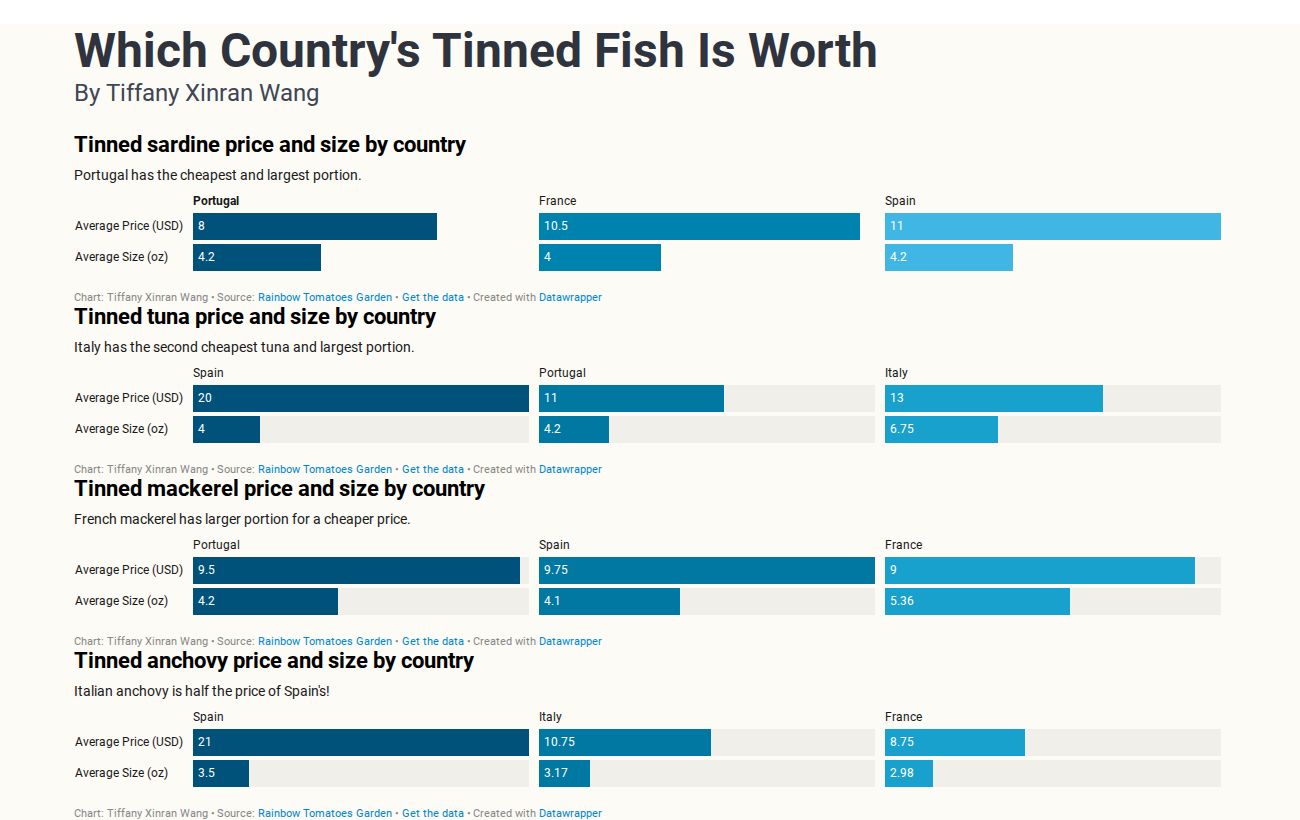 Which Country's Tinned Fish Is Worth
By Tiffany Xinran Wang
Tinned sardine price and size by country
Portugal has the cheapest and largest portion.
Portugal France Spain
Average Price (USD) 8 10.5 11
Average Size (oz) 4.2 4 4.2
Chart: Tiffany Xinran Wang • Source: Rainbow Tomatoes Garden • Get the data • Created with Datawrapper
Tinned tuna price and size by country
Italy has the second cheapest tuna and largest portion.
Spain Portugal Italy
Average Price (USD) 20 11 13
Average Size (oz) 4 4.2 6.75
Chart: Tiffany Xinran Wang • Source: Rainbow Tomatoes Garden • Get the data • Created with Datawrapper
Tinned mackerel price and size by country
French mackerel has larger portion for a cheaper price.
Portugal Spain France
Average Price (USD) 9.5 9.75 9
Average Size (oz) 4.2 4.1 5.36
Chart: Tiffany Xinran Wang • Source: Rainbow Tomatoes Garden • Get the data • Created with Datawrapper
Tinned anchovy price and size by country
Italian anchovy is half the price of Spain's!
Spain Italy France
Average Price (USD) 21 10.75 8.75
Average Size (oz) 3.5 3.17 2.98
Chart: Tiffany Xinran Wang • Source: Rainbow Tomatoes Garden • Get the data • Created with Datawrapper